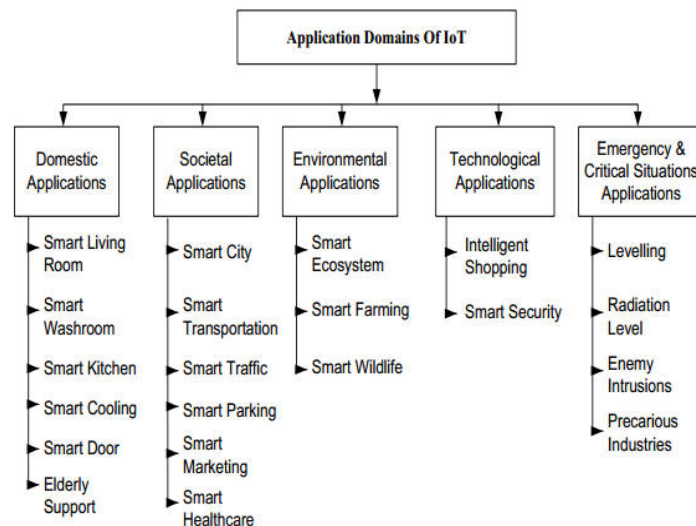 Application Domains Of IoT
Domestic
Applications
Smart Living
Room
Smart
Washroom
Smart Kitchen
Smart Cooling
Smart Door
Elderly
Support
Societal
Applications
Smart City
Smart
Transportation
Smart Traffic
Smart Parking
Smart
Marketing
Smart
Healthcare
Environmental
Applications
Smart
Ecosystem
Smart Farming
Smart Wildlife
Technological
Applications
Intelligent
Shopping
Smart Security
Emergency &
Critical Situations
Applications
Levelling
Radiation
Level
Enemy
Intrusions
Precarious
Industries